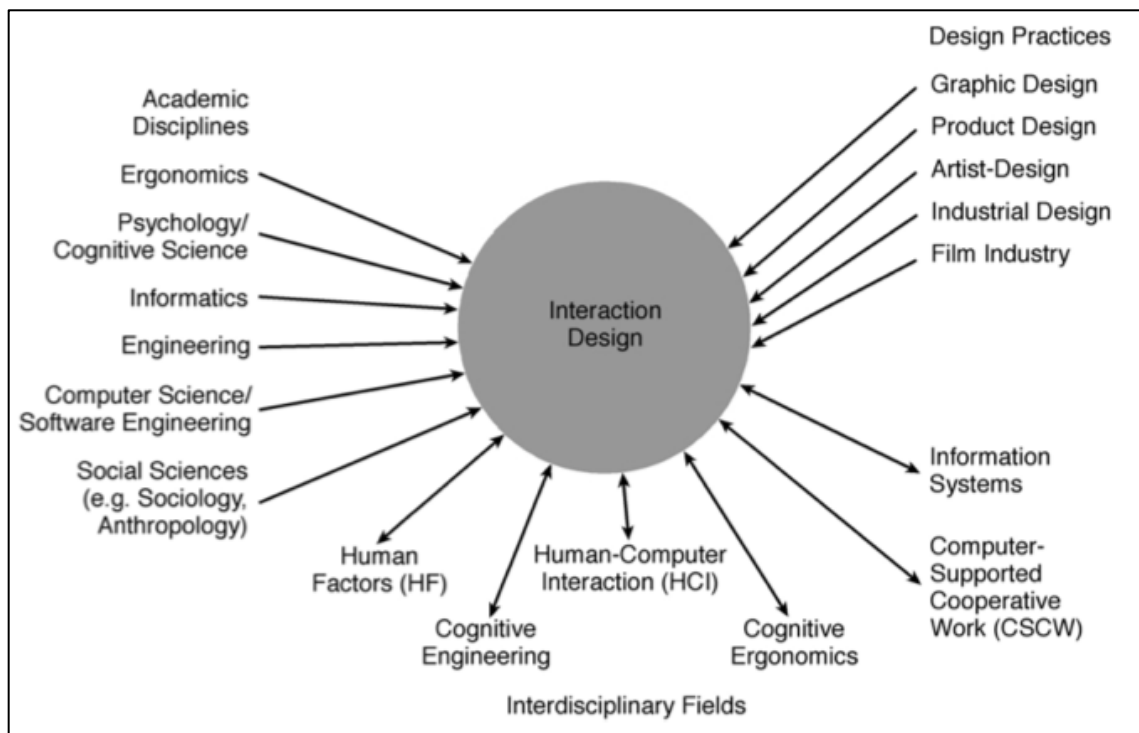 Academic
Disciplines
Ergonomics
Psychology/
Cognitive Science
Informatics
Engineering
Computer Science/
Software Engineering
Social Sciences
(e.g. Sociology,
Anthropology)
Interaction
Design
Design Practices
Graphic Design
Product Design
Artist-Design
Industrial Design
Film Industry
Information
Systems
Computer-
Supported
Cooperative
Work (CSCW)
Human
Factors (HF)
Human-Computer
Interaction (HCI)
Cognitive
Engineering
Cognitive
Ergonomics
Interdisciplinary Fields